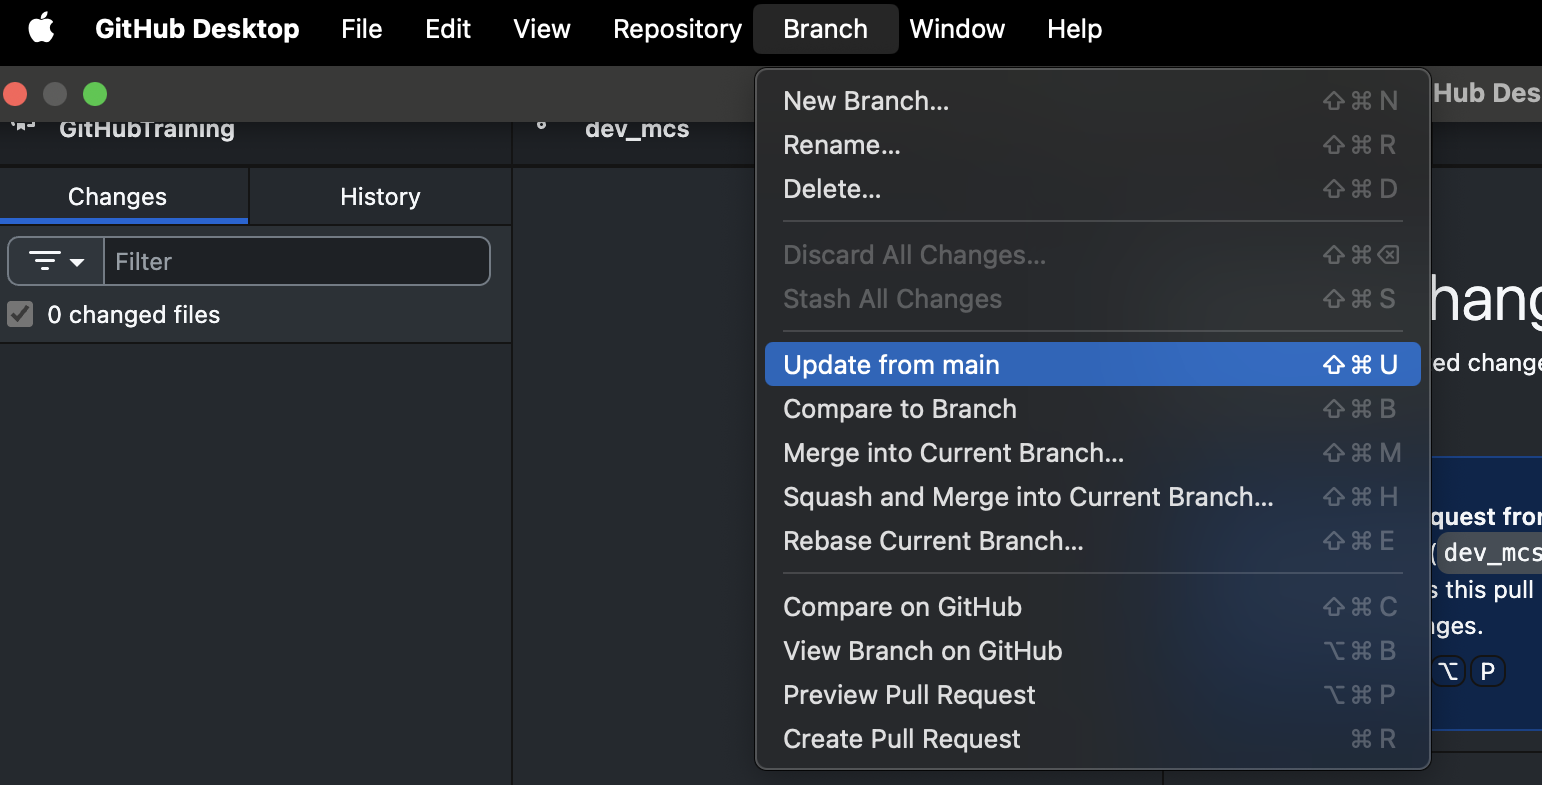 GitHub Desktop File Edit View Repository Branch Window Help
GitHubTraining
dev_mcs
Changes History
Filter
0 changed files
New Branch... ⇧⌘N
Rename... ⇧⌘R
Delete... ⇧⌘D
Discard All Changes... ⇧⌘⌫
Stash All Changes ⇧⌘S
Update from main ⇧⌘U
Compare to Branch ⇧⌘B
Merge into Current Branch... ⇧⌘M
Squash and Merge into Current Branch... ⇧⌘H
Rebase Current Branch... ⇧⌘E
Compare on GitHub ⇧⌘C
View Branch on GitHub ⌥⌘B
Preview Pull Request ⌥⌘P
Create Pull Request ⌘R
Hub Des
hang
ed change
quest from
(dev_mcs
this pull
ges.
⌥ P